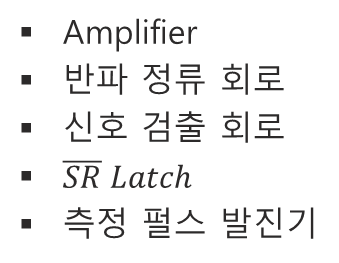 ▪ Amplifier
▪ 반파 정류 회로
▪ 신호 검출 회로
▪ S̅R̅ Latch
▪ 측정 펄스 발진기